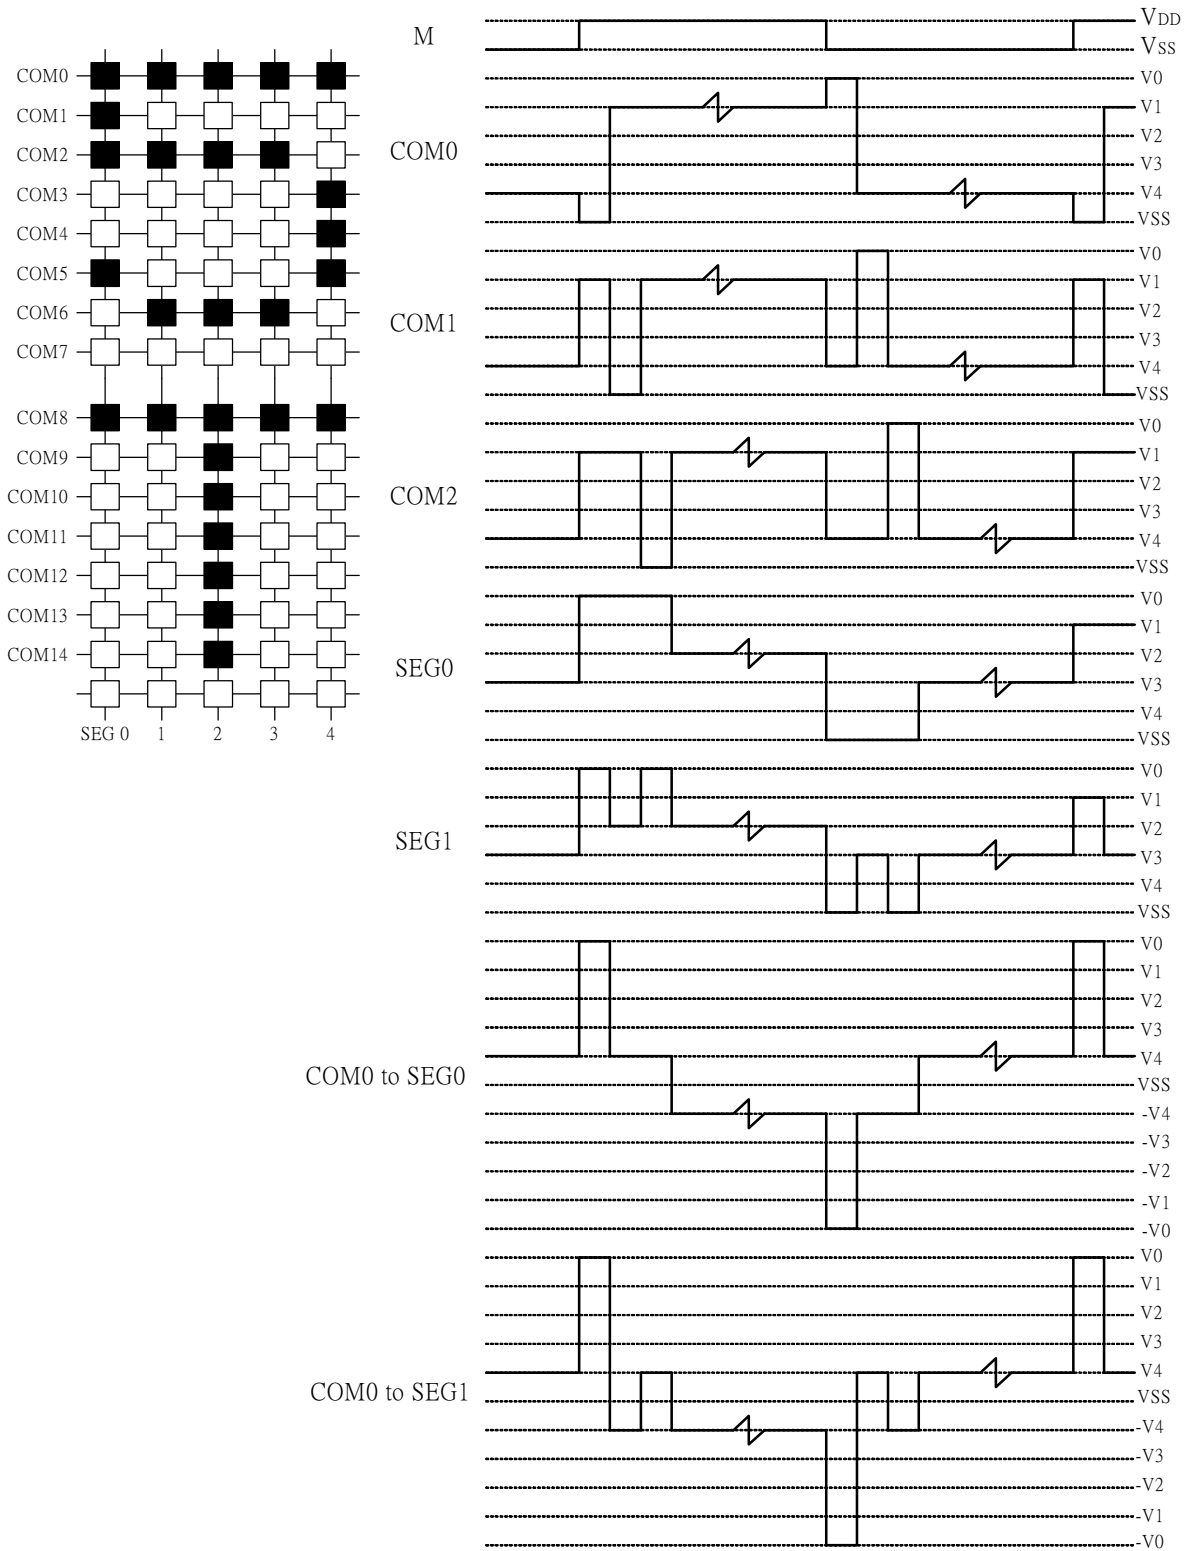 COM0
COM1
COM2
COM3
COM4
COM5
COM6
COM7
COM8
COM9
COM10
COM11
COM12
COM13
COM14
SEG 0 1 2 3 4
M
VDD
VSS
COM0
V0
V1
V2
V3
V4
VSS
COM1
V0
V1
V2
V3
V4
VSS
COM2
V0
V1
V2
V3
V4
VSS
SEG0
V0
V1
V2
V3
V4
VSS
SEG1
V0
V1
V2
V3
V4
VSS
COM0 to SEG0
V0
V1
V2
V3
V4
VSS
-V4
-V3
-V2
-V1
-V0
COM0 to SEG1
V0
V1
V2
V3
V4
VSS
-V4
-V3
-V2
-V1
-V0